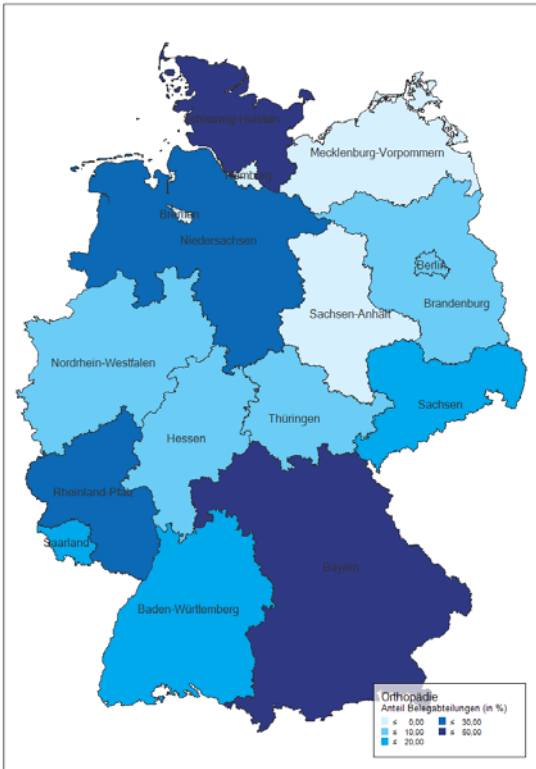 Schleswig-Holstein
Mecklenburg-Vorpommern
Hamburg
Bremen
Niedersachsen
Berlin
Brandenburg
Sachsen-Anhalt
Nordrhein-Westfalen
Sachsen
Thüringen
Hessen
Rheinland-Pfalz
Saarland
Bayern
Baden-Württemberg
Orthopädie
Anteil Belegabteilungen (in %)
≤ 0,00 ≤ 30,00
≤ 10,00 ≤ 50,00
≤ 20,00